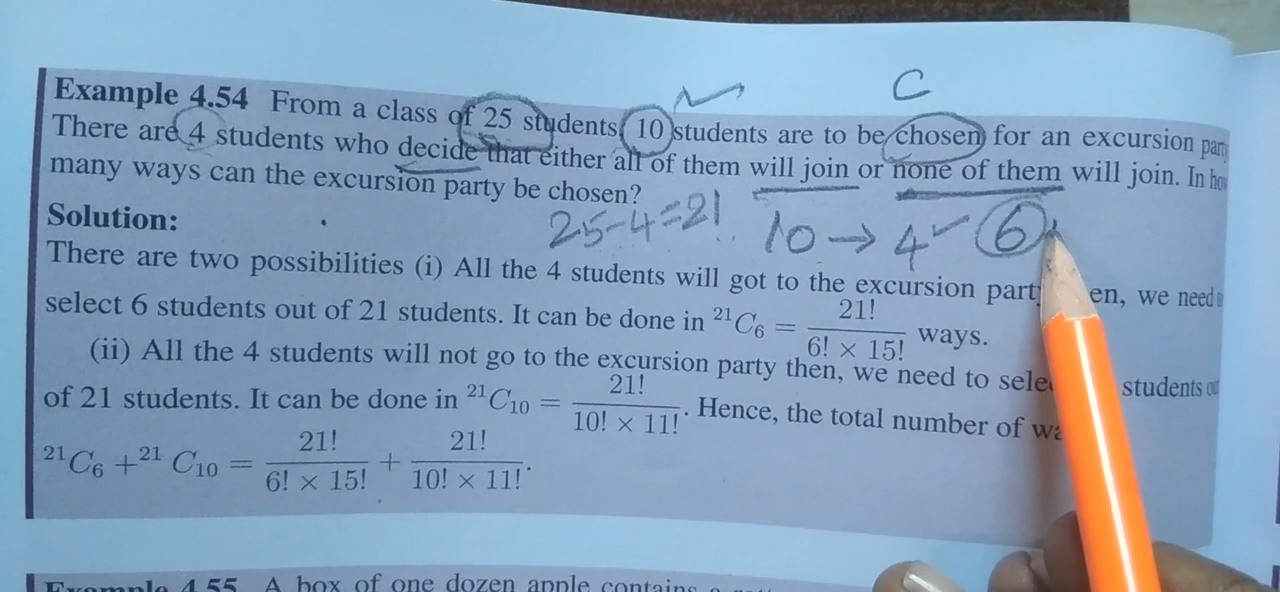 C
Example 4.54 From a class of 25 students, 10 students are to be chosen for an excursion
There are 4 students who decide that either all of them will join or none of them will join. In
many ways can the excursion party be chosen?
25-4=21 10 → 4 ✓ 6
Solution:
There are two possibilities (i) All the 4 students will got to the excursion we need
select 6 students out of 21 students. It can be done in ²¹C₆ = 21! / 6! × 15! ways.
(ii) All the 4 students will not go to the excursion party then, we need to students
of 21 students. It can be done in ²¹C₁₀ = 21! / 10! × 11! . Hence, the total number of
²¹C₆ +²¹ C₁₀ = 21! / 6! × 15! + 21! / 10! × 11! .
Example 4.55 A box of one dozen apple contains a